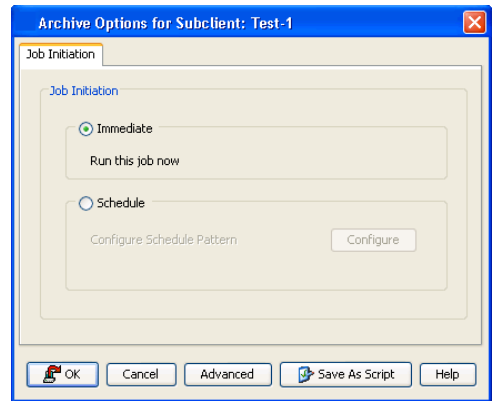 Archive Options for Subclient: Test-1
Job Initiation
Job Initiation
Immediate
Run this job now
Schedule
Configure Schedule Pattern Configure
OK Cancel Advanced Save As Script Help